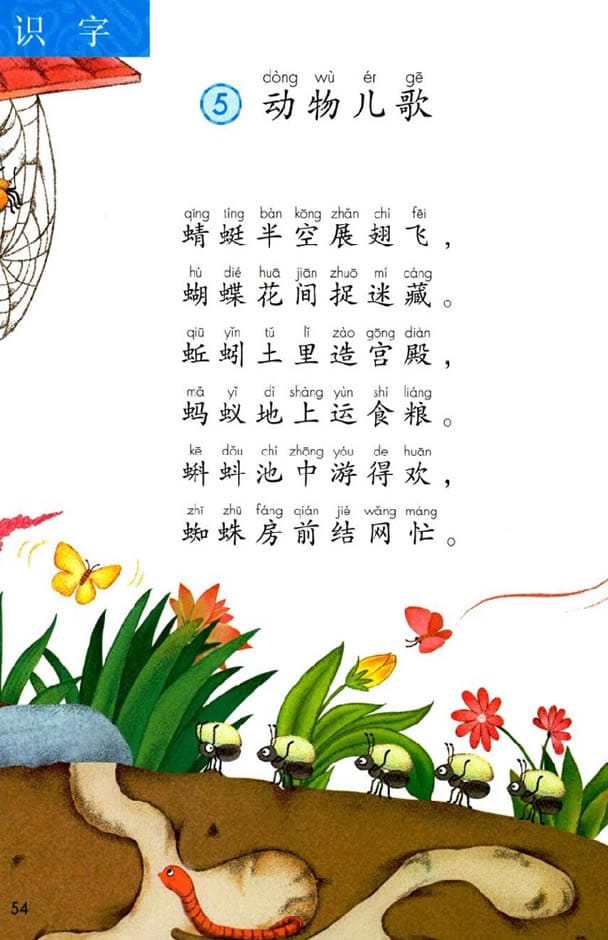 识字
dòng wù ér gē
5 动物儿歌
qīng tíng bàn kōng zhǎn chì fēi
蜻蜓半空展翅飞，
hú dié huā jiān zhuō mí cáng
蝴蝶花间捉迷藏。
qiū yǐn tǔ lǐ zào gōng diàn
蚯蚓土里造宫殿，
mǎ yǐ dì shàng yùn shí liáng
蚂蚁地上运食粮。
kē dǒu chí zhōng yóu de huān
蝌蚪池中游得欢，
zhī zhū fáng qián jié wǎng máng
蜘蛛房前结网忙。
54